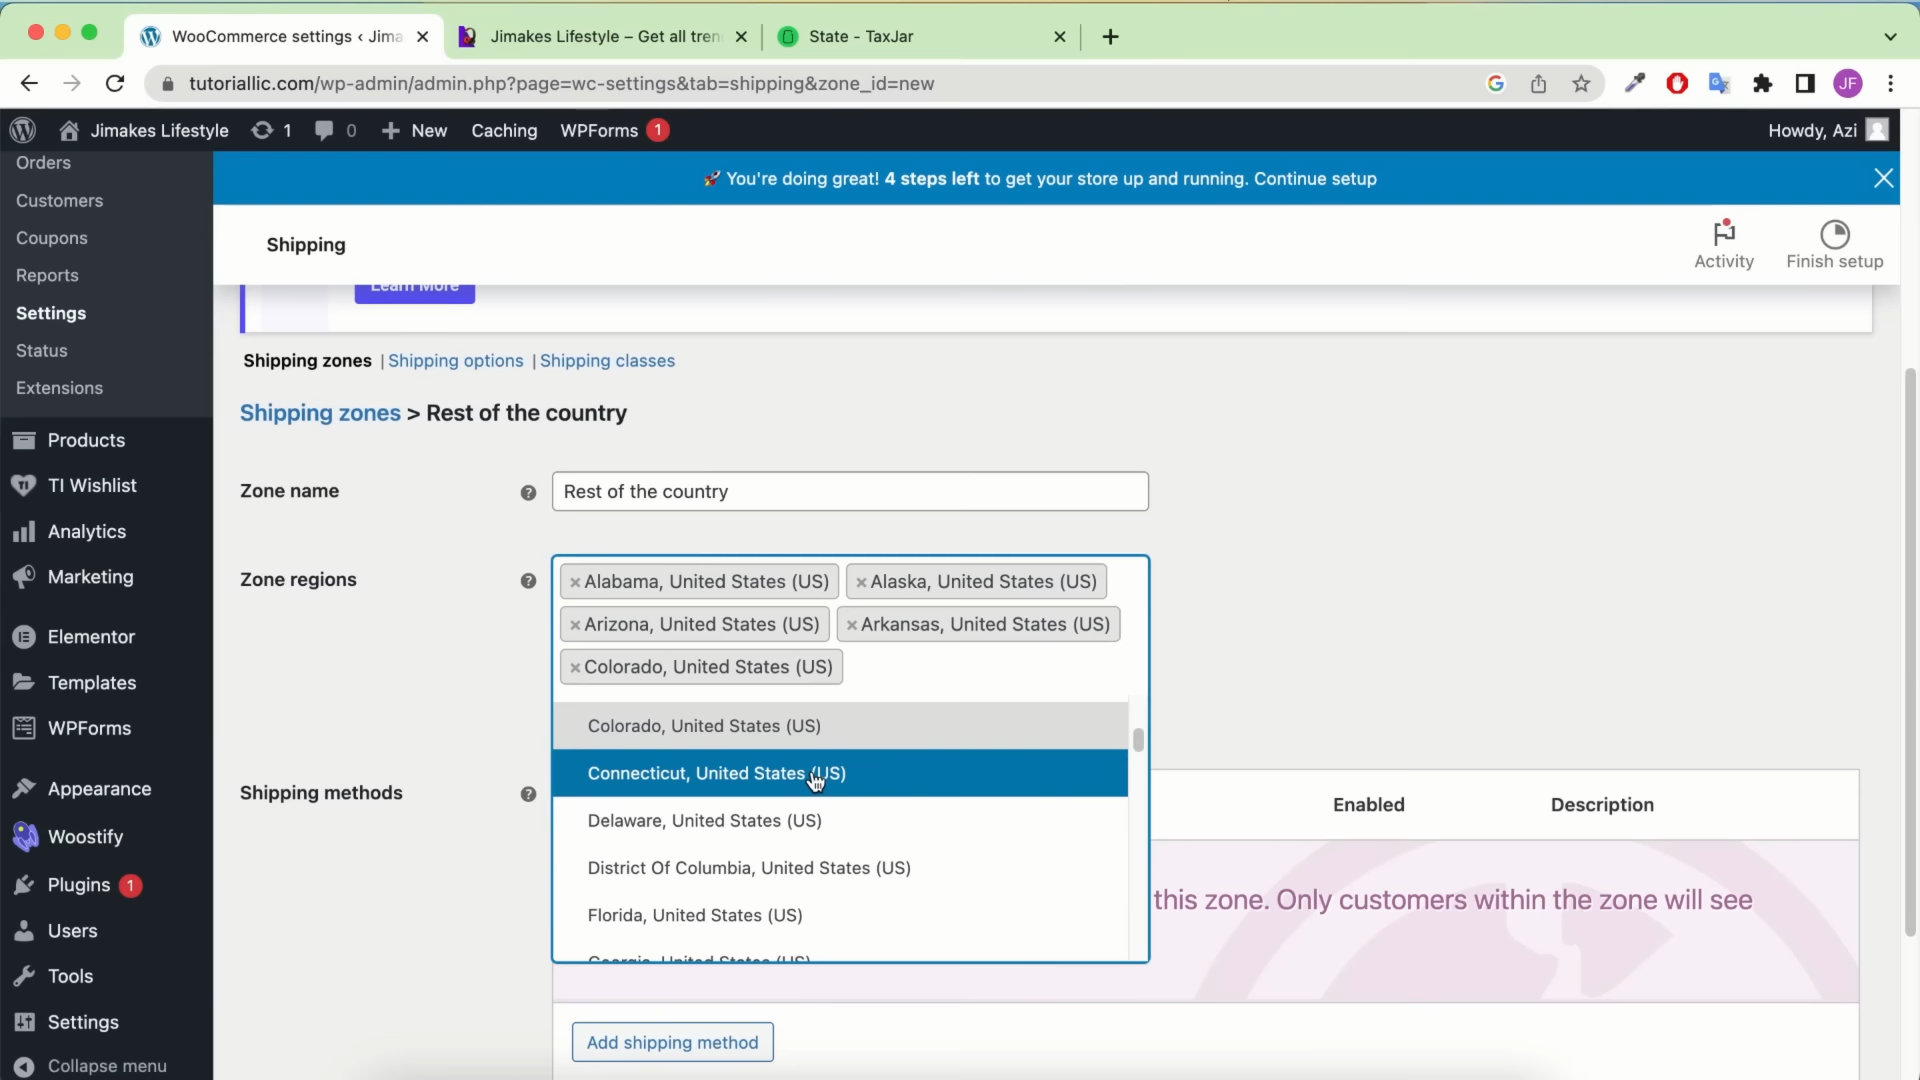 WooCommerce settings ‹ Jima
Jimakes Lifestyle – Get all tren
State - TaxJar
tutoriallic.com/wp-admin/admin.php?page=wc-settings&tab=shipping&zone_id=new
JF
Jimakes Lifestyle 1 0 New Caching WPForms 1 Howdy, Azi
Orders
Customers
Coupons
Reports
Settings
Status
Extensions
Products
TI Wishlist
Analytics
Marketing
Elementor
Templates
WPForms
Appearance
Woostify
Plugins 1
Users
Tools
Settings
Collapse menu
🚀 You're doing great! 4 steps left to get your store up and running. Continue setup
Shipping
Activity
Finish setup
Learn More
Shipping zones | Shipping options | Shipping classes
Shipping zones > Rest of the country
Zone name
Rest of the country
Zone regions
×Alabama, United States (US) ×Alaska, United States (US)
×Arizona, United States (US) ×Arkansas, United States (US)
×Colorado, United States (US)
Colorado, United States (US)
Connecticut, United States (US)
Delaware, United States (US)
District Of Columbia, United States (US)
Florida, United States (US)
Georgia, United States (US)
Shipping methods
Enabled
Description
this zone. Only customers within the zone will see
Add shipping method